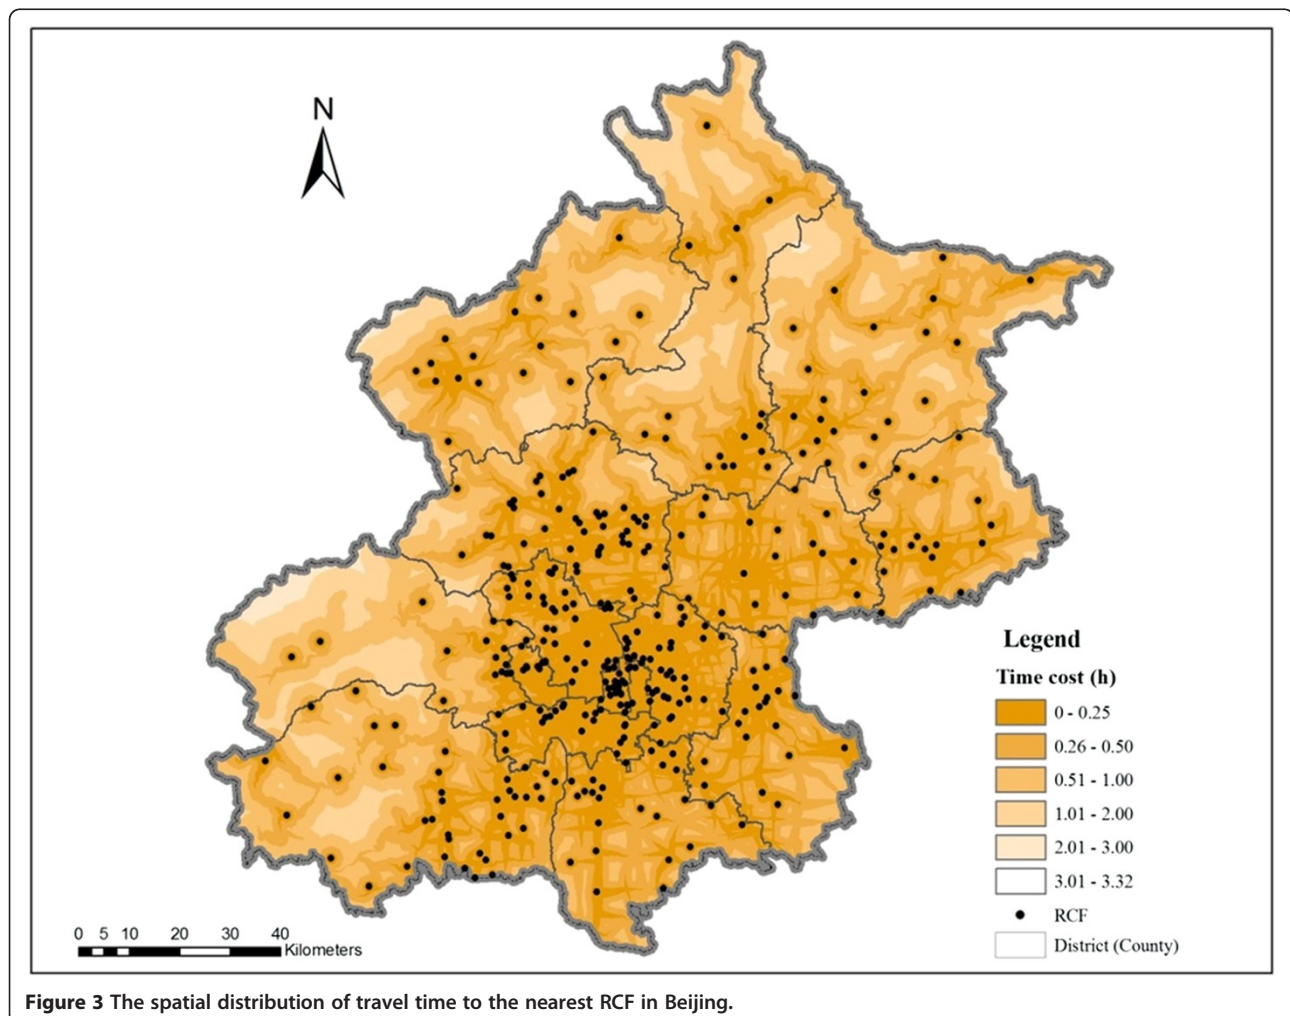 N
Legend
Time cost (h)
0 - 0.25
0.26 - 0.50
0.51 - 1.00
1.01 - 2.00
2.01 - 3.00
3.01 - 3.32
RCF
District (County)
0 5 10 20 30 40
Kilometers
Figure 3 The spatial distribution of travel time to the nearest RCF in Beijing.